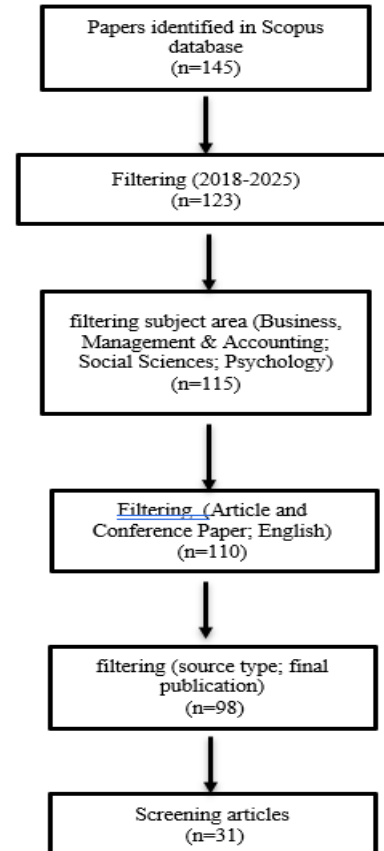 Papers identified in Scopus
database
(n=145)
Filtering (2018-2025)
(n=123)
filtering subject area (Business,
Management & Accounting;
Social Sciences; Psychology)
(n=115)
Filtering (Article and
Conference Paper; English)
(n=110)
filtering (source type; final
publication)
(n=98)
Screening articles
(n=31)